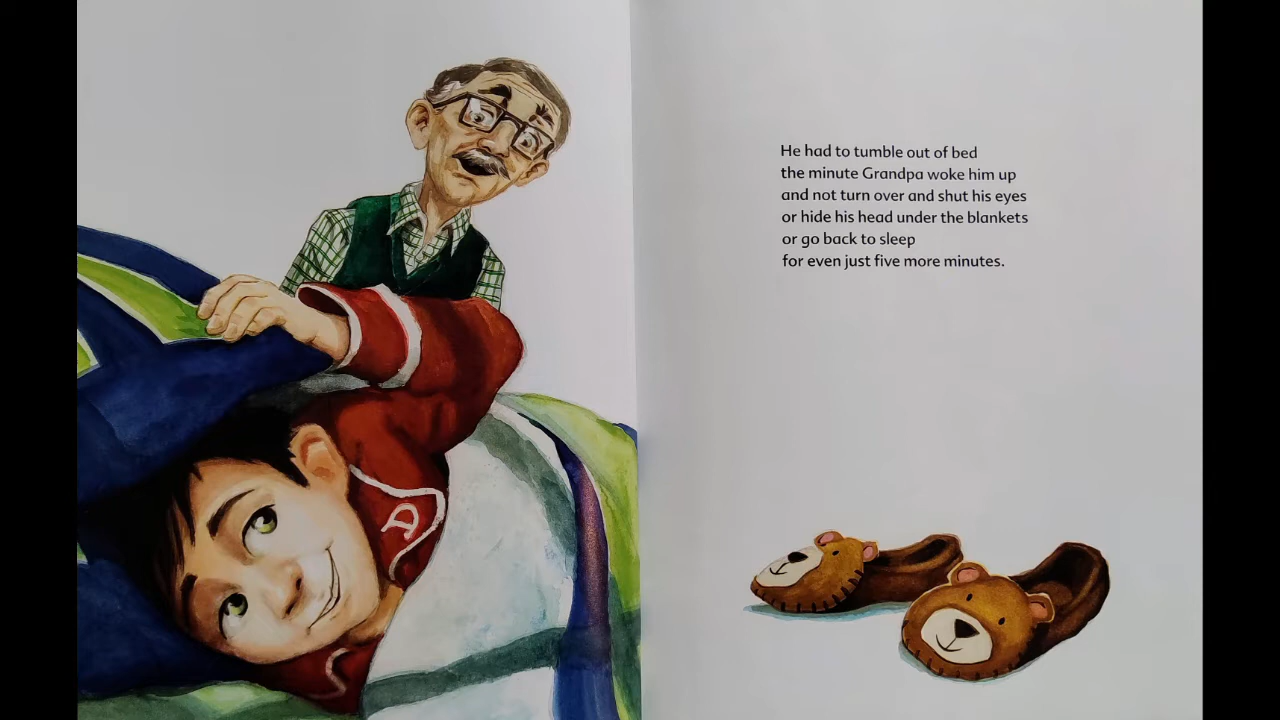 D
He had to tumble out of bed
the minute Grandpa woke him up
and not turn over and shut his eyes
or hide his head under the blankets
or go back to sleep
for even just five more minutes.